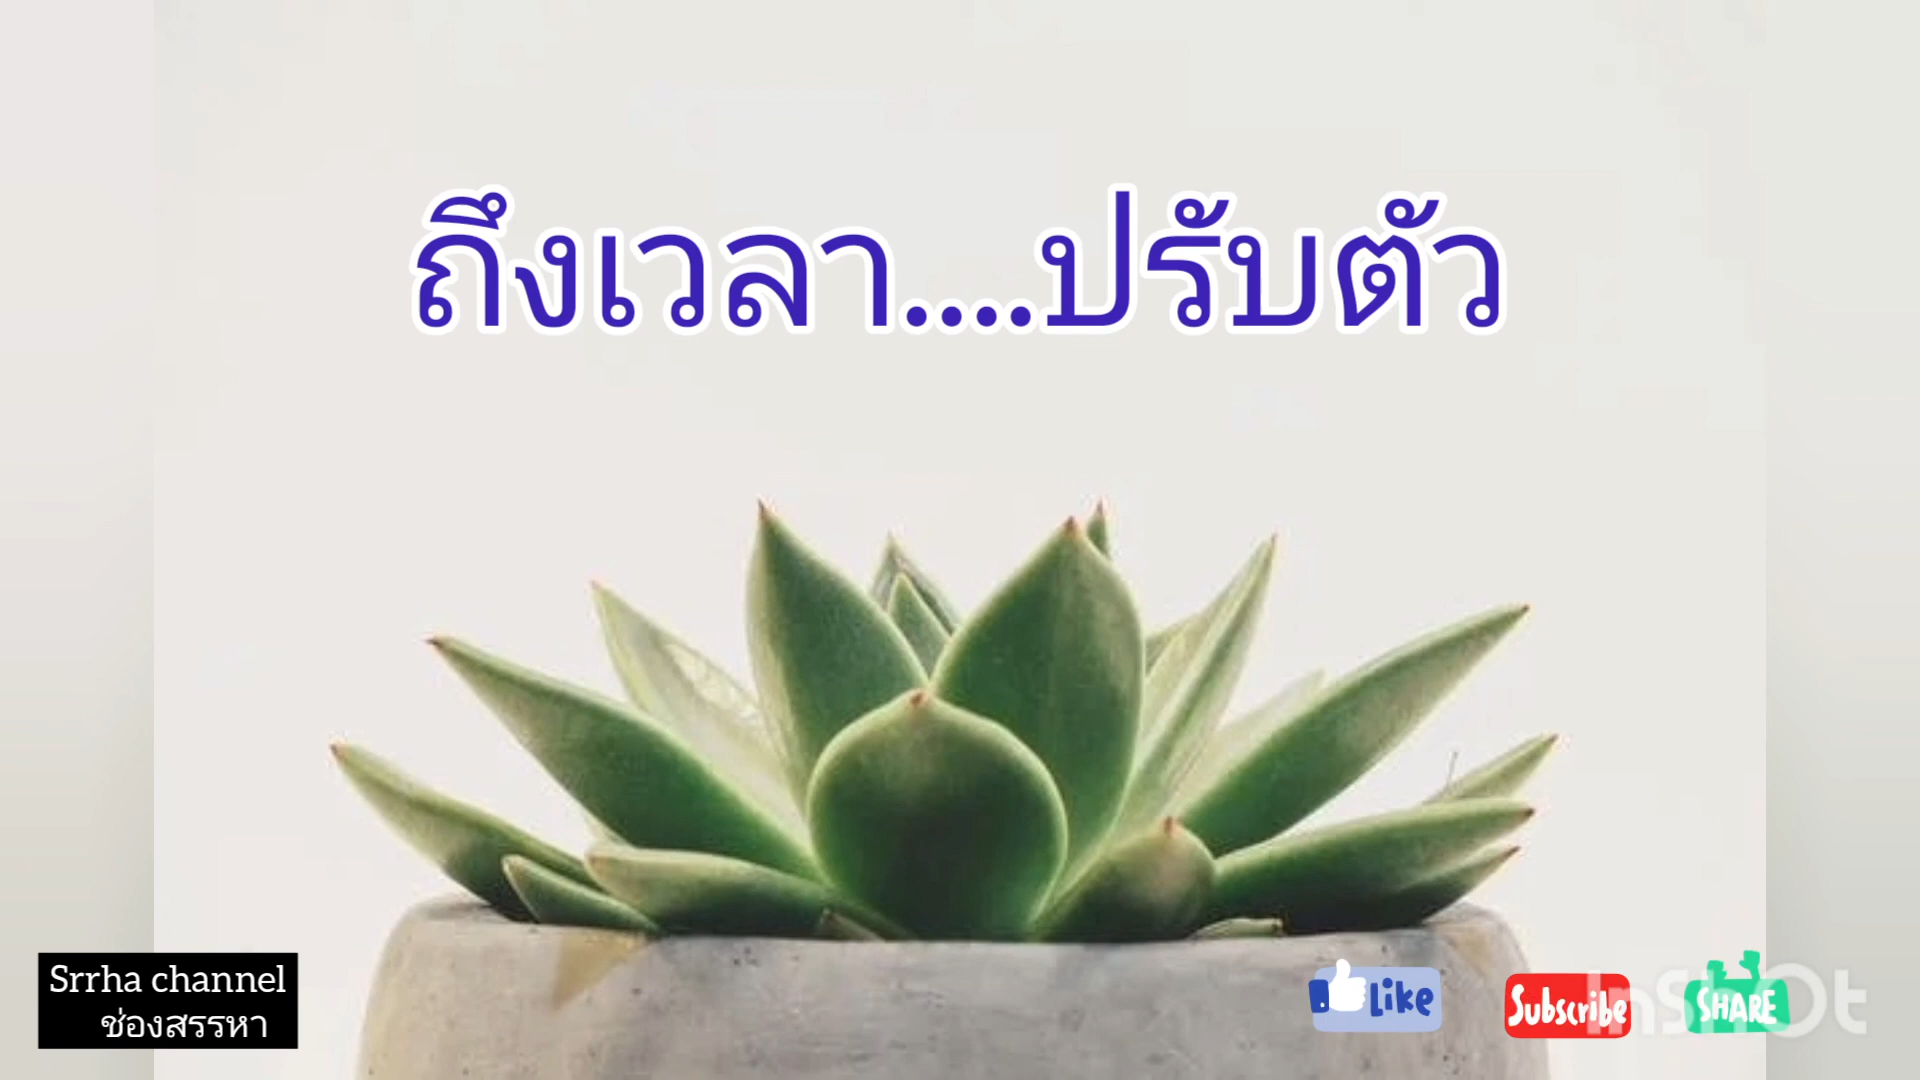 ถึงเวลา....ปรับตัว
Srrha channel
ช่องสรรหา
Like
Subscribe
SHARE
InShOt